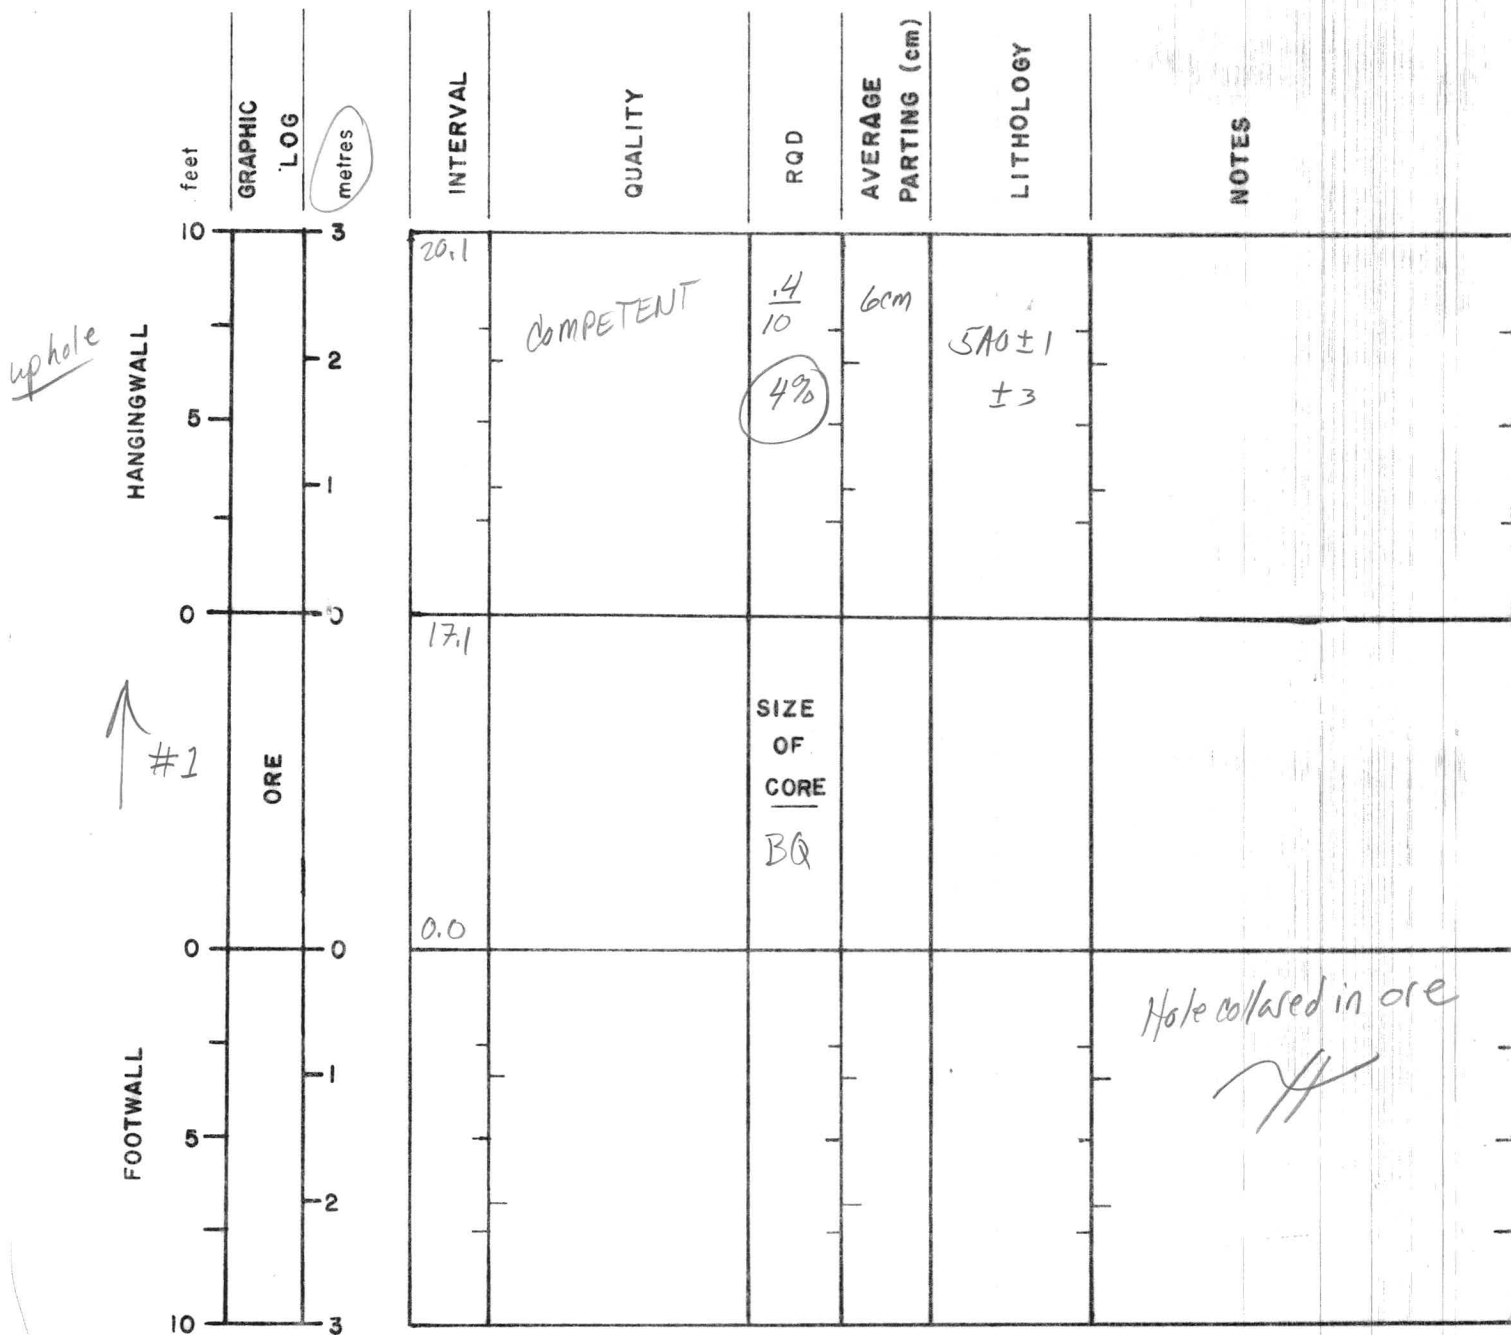 feet
GRAPHIC
LOG
metres
INTERVAL
QUALITY
RQD
AVERAGE
PARTING (cm)
LITHOLOGY
NOTES
uphole
HANGINGWALL
10
5
0
3
2
1
0
20.1
COMPETENT
.4
10
4%
6cm
5A0 ± 1
± 3
#1
ORE
17.1
0.0
SIZE
OF
CORE
BQ
FOOTWALL
0
5
10
0
1
2
3
Hole collared in ore